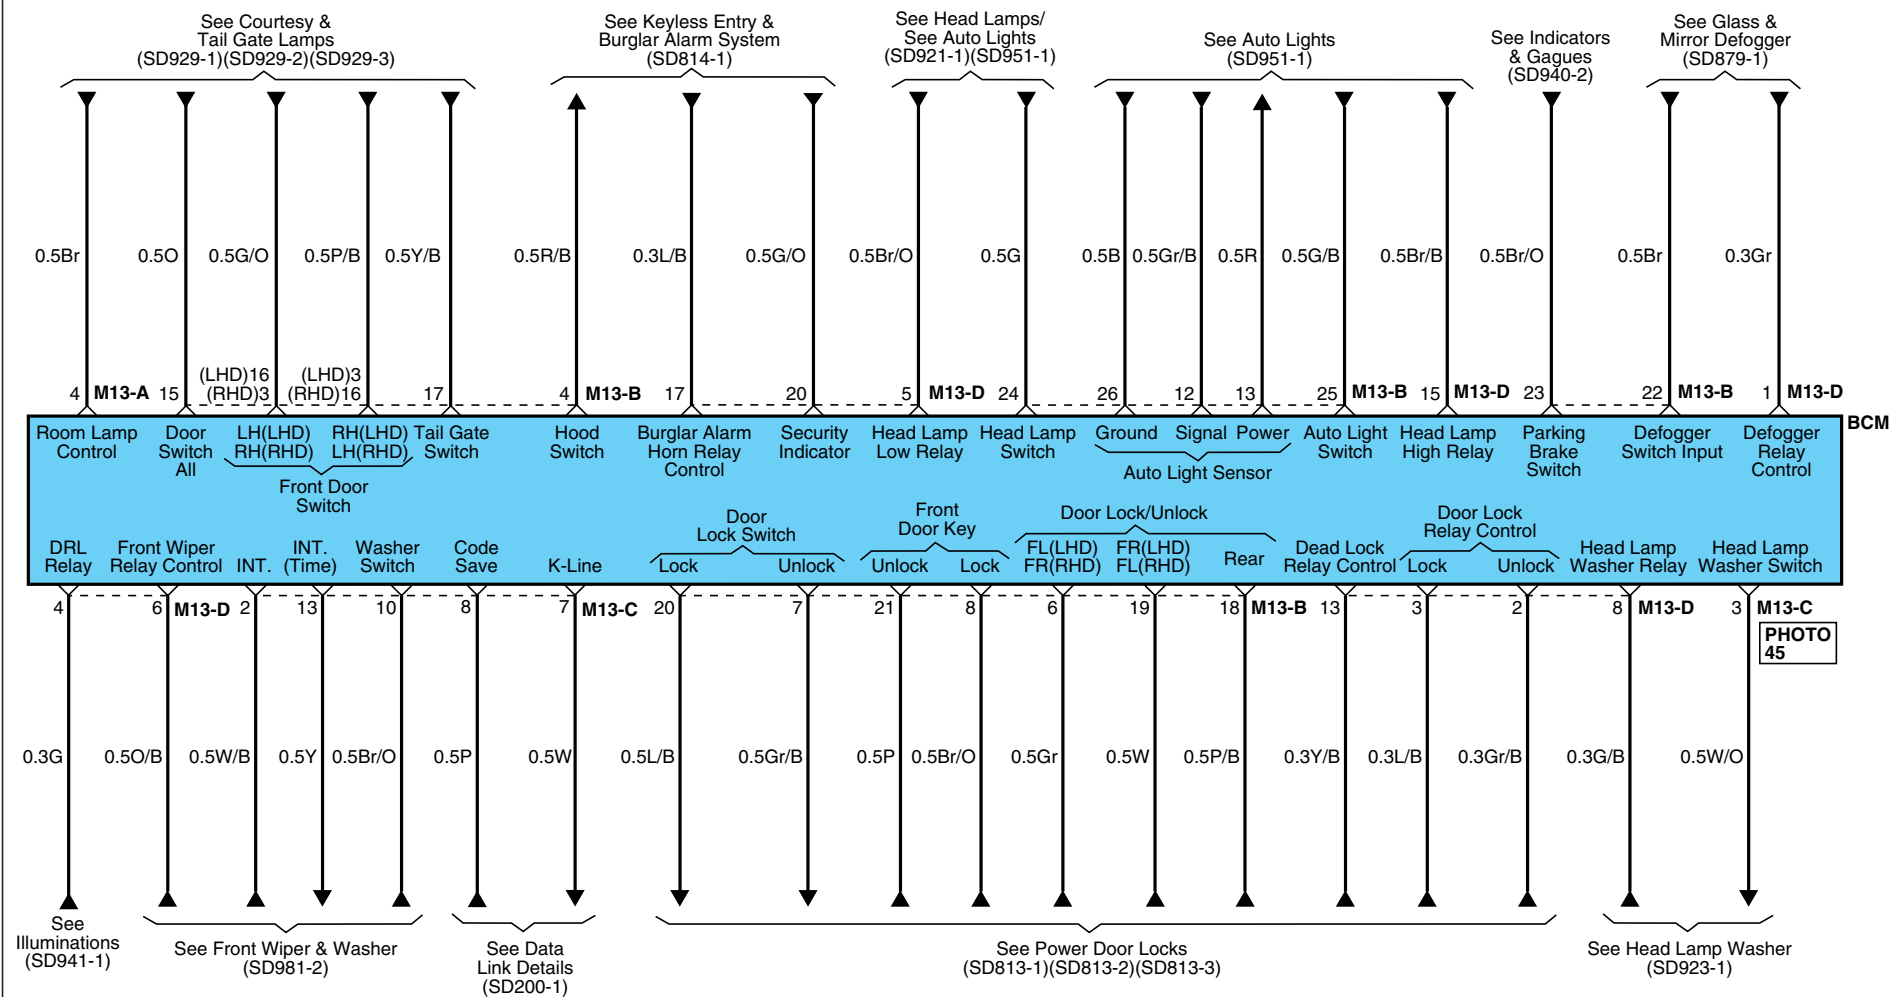 See Courtesy &
Tail Gate Lamps
(SD929-1)(SD929-2)(SD929-3)
See Keyless Entry &
Burglar Alarm System
(SD814-1)
See Head Lamps/
See Auto Lights
(SD921-1)(SD951-1)
See Auto Lights
(SD951-1)
See Indicators
& Gagues
(SD940-2)
See Glass &
Mirror Defogger
(SD879-1)
0.5Br 0.5O 0.5G/O 0.5P/B 0.5Y/B 0.5R/B 0.3L/B 0.5G/O 0.5Br/O 0.5G 0.5B 0.5Gr/B 0.5R 0.5G/B 0.5Br/B 0.5Br/O 0.5Br 0.3Gr
(LHD)16 (LHD)3
4 M13-A 15 (RHD)3 (RHD)16 17 4 M13-B 17 20 5 M13-D 24 26 12 13 25 M13-B 15 M13-D 23 22 M13-B 1 M13-D
BCM
Room Lamp
Control
Door
Switch
All
LH(LHD)
RH(RHD)
RH(LHD)
LH(RHD)
Front Door
Switch
Tail Gate
Switch
Hood
Switch
Burglar Alarm
Horn Relay
Control
Security
Indicator
Head Lamp
Low Relay
Head Lamp
Switch
Ground Signal Power
Auto Light Sensor
Auto Light
Switch
Head Lamp
High Relay
Parking
Brake
Switch
Defogger
Switch Input
Defogger
Relay
Control
DRL
Relay
Front Wiper
Relay Control
INT.
INT.
(Time)
Washer
Switch
Code
Save
K-Line
Door
Lock Switch
Lock Unlock
Front
Door Key
Unlock Lock
Door Lock/Unlock
FL(LHD)
FR(RHD)
FR(LHD)
FL(RHD)
Rear
Dead Lock
Relay Control
Door Lock
Relay Control
Lock Unlock
Head Lamp
Washer Relay
Head Lamp
Washer Switch
4 6 M13-D 2 13 10 8 7 M13-C 20 7 21 8 6 19 18 M13-B 13 3 2 8 M13-D 3 M13-C
PHOTO
45
0.3G 0.5O/B 0.5W/B 0.5Y 0.5Br/O 0.5P 0.5W 0.5L/B 0.5Gr/B 0.5P 0.5Br/O 0.5Gr 0.5W 0.5P/B 0.3Y/B 0.3L/B 0.3Gr/B 0.3G/B 0.5W/O
See
Illuminations
(SD941-1)
See Front Wiper & Washer
(SD981-2)
See Data
Link Details
(SD200-1)
See Power Door Locks
(SD813-1)(SD813-2)(SD813-3)
See Head Lamp Washer
(SD923-1)